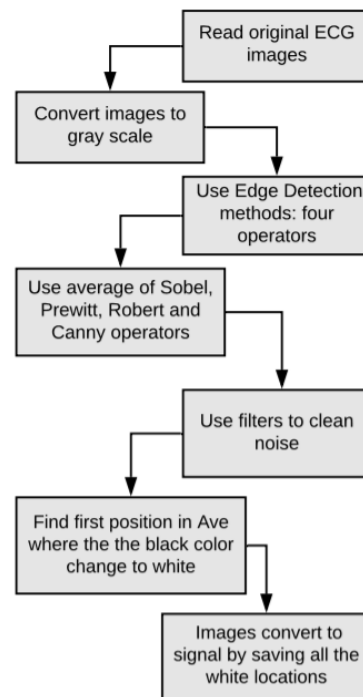 Read original ECG
images
Convert images to
gray scale
Use Edge Detection
methods: four
operators
Use average of Sobel,
Prewitt, Robert and
Canny operators
Use filters to clean
noise
Find first position in Ave
where the the black color
change to white
Images convert to
signal by saving all the
white locations